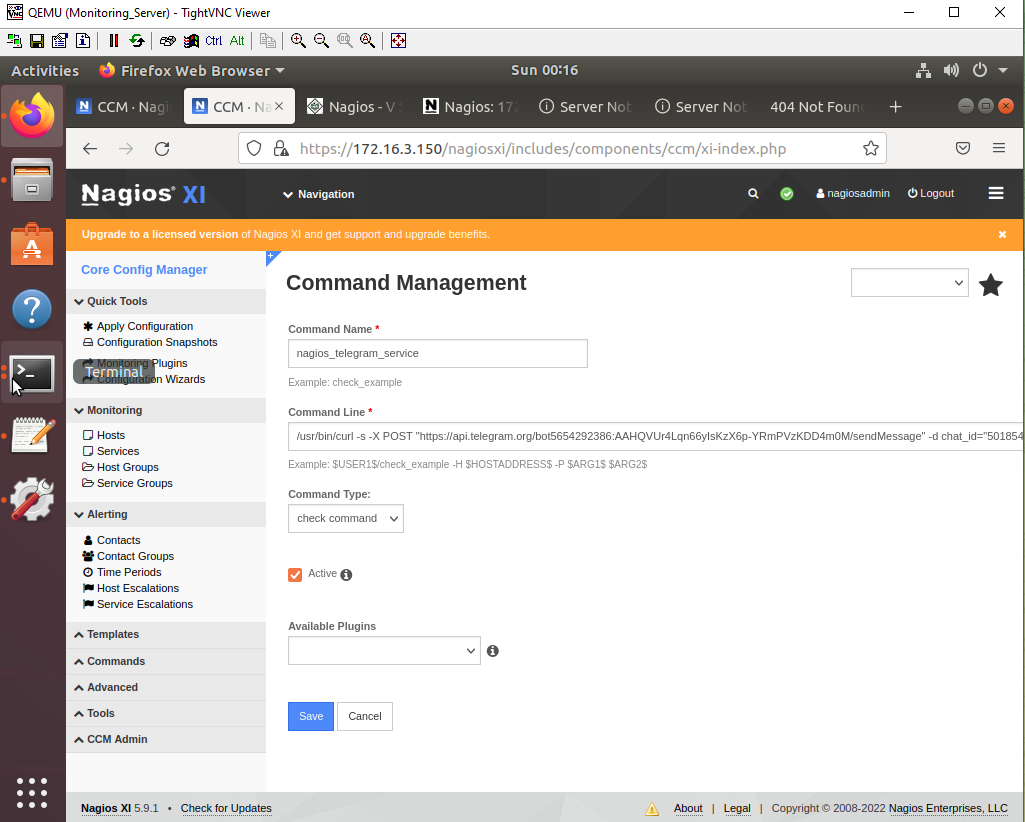 QEMU (Monitoring_Server) - TightVNC Viewer
Ctrl Alt
Activities Firefox Web Browser Sun 00:16
CCM · Nagi CCM · Na Nagios - V Nagios: 17 Server Not Server Not 404 Not Foun
https://172.16.3.150/nagiosxi/includes/components/ccm/xi-index.php
Nagios® XI Navigation nagiosadmin Logout
Upgrade to a licensed version of Nagios XI and get support and upgrade benefits.
Core Config Manager
Quick Tools
Apply Configuration
Configuration Snapshots
Monitoring Plugins
Terminal
Configuration Wizards
Monitoring
Hosts
Services
Host Groups
Service Groups
Alerting
Contacts
Contact Groups
Time Periods
Host Escalations
Service Escalations
Templates
Commands
Advanced
Tools
CCM Admin
Command Management
Command Name *
nagios_telegram_service
Example: check_example
Command Line *
/usr/bin/curl -s -X POST "https://api.telegram.org/bot5654292386:AAHQVUr4Lqn66yIsKzX6p-YRmPVzKDD4m0M/sendMessage" -d chat_id="501854
Example: $USER1$/check_example -H $HOSTADDRESS$ -P $ARG1$ $ARG2$
Command Type:
check command
Active
Available Plugins
Save Cancel
Nagios XI 5.9.1 • Check for Updates About | Legal | Copyright © 2008-2022 Nagios Enterprises, LLC